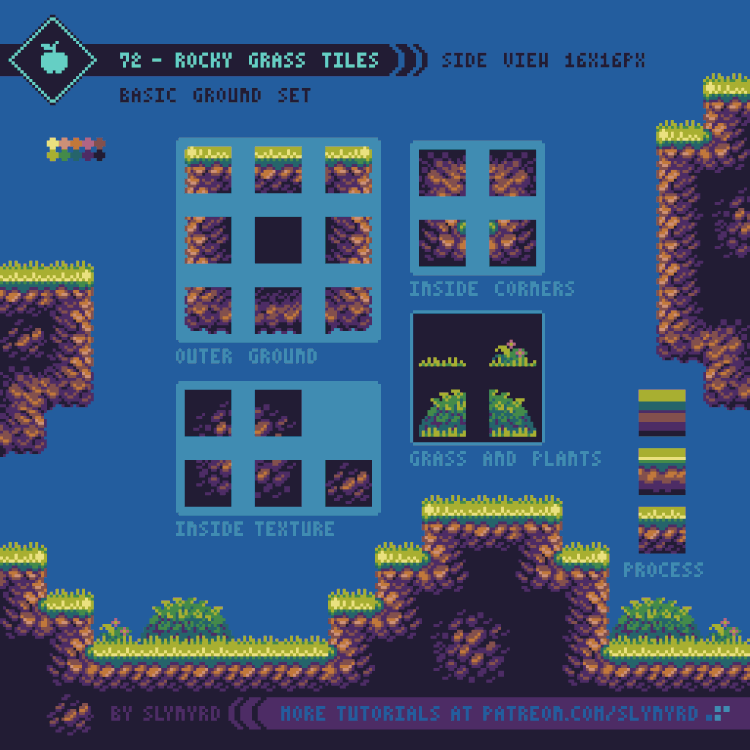 72 - ROCKY GRASS TILES
SIDE VIEW 16X16PX
BASIC GROUND SET
INSIDE CORNERS
OUTER GROUND
GRASS AND PLANTS
INSIDE TEXTURE
PROCESS
BY SLYNYRD
MORE TUTORIALS AT PATREON.COM/SLYNYRD